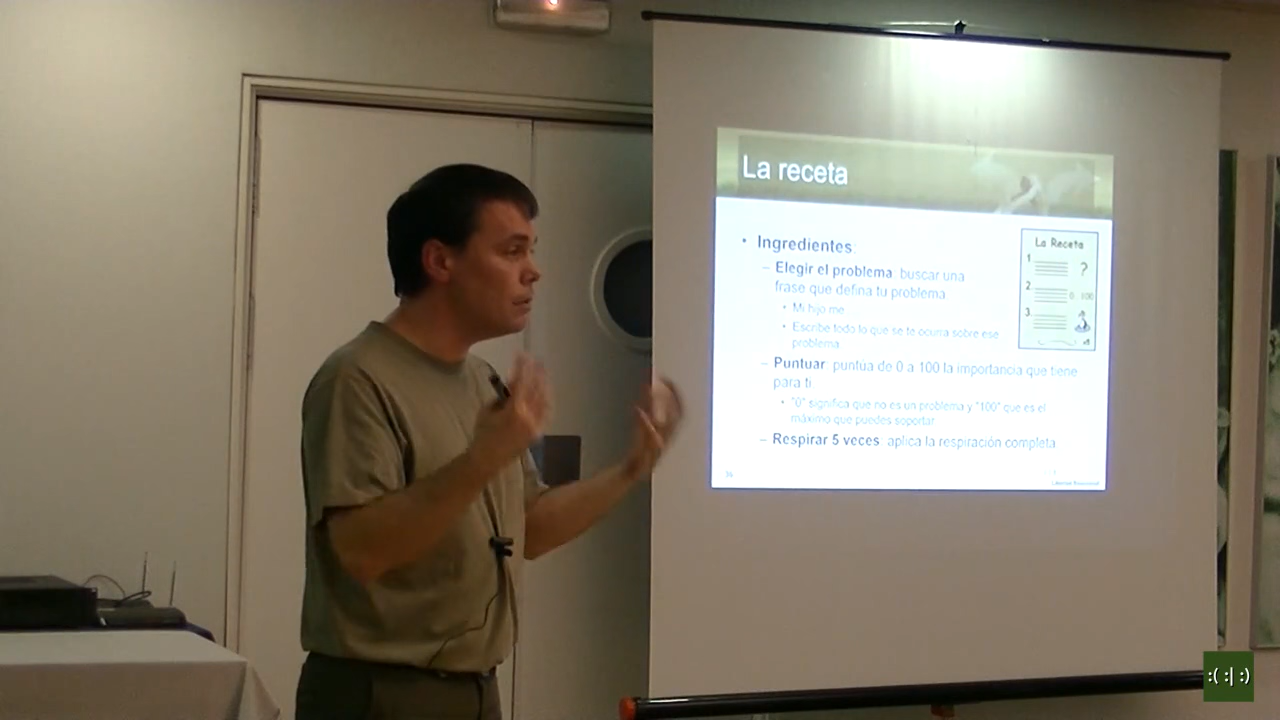 La receta
• Ingredientes:
– Elegir el problema: buscar una
frase que defina tu problema
• Mi hijo me...
• Escribe todo lo que se te ocurra sobre ese
problema
– Puntuar: puntúa de 0 a 100 la importancia que tiene
para ti
• "0" significa que no es un problema y "100" que es el
máximo que puedes soportar
– Respirar 5 veces: aplica la respiración completa
La Receta
1
?
2
0 100
3
:( :| :)